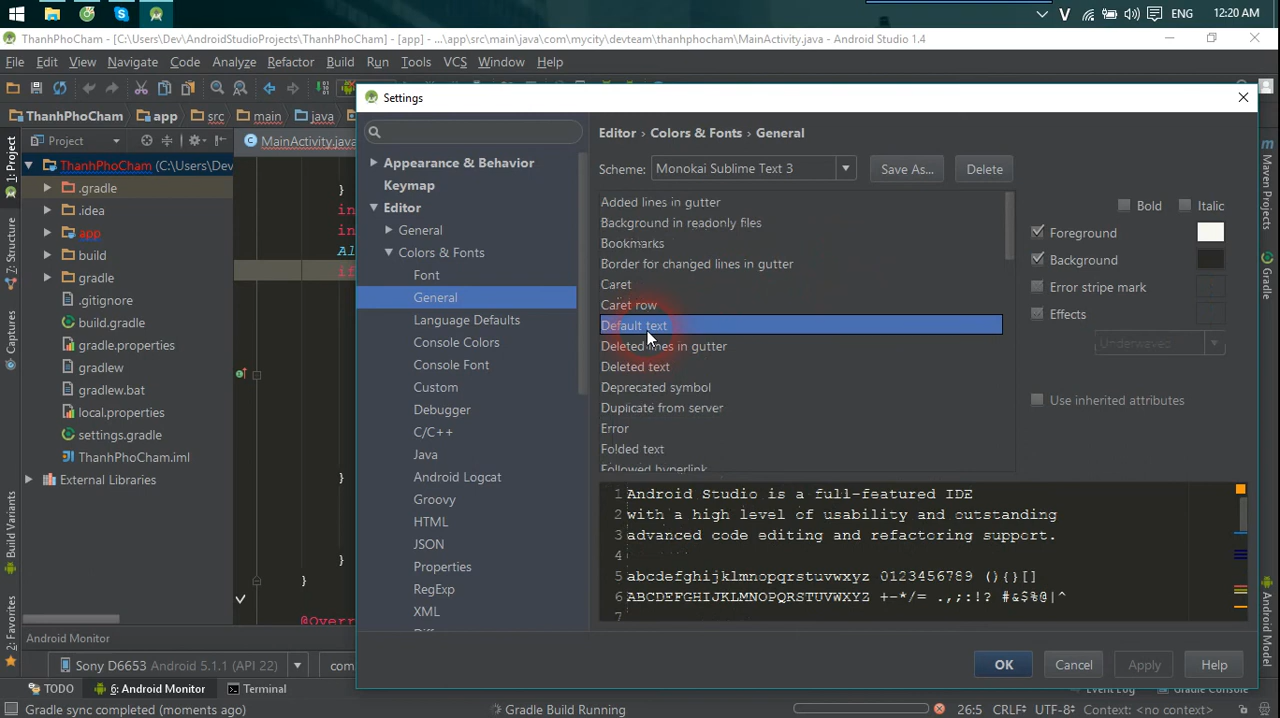 V ENG 12:20 AM
ThanhPhoCham - [C:\Users\Dev\AndroidStudioProjects\ThanhPhoCham] - [app] - ...\app\src\main\java\com\mycity\devteam\thanhphocham\MainActivity.java - Android Studio 1.4
File Edit View Navigate Code Analyze Refactor Build Run Tools VCS Window Help
ThanhPhoCham app src main java
Settings
Project
MainActivity.java
1: Project
7: Structure
Captures
Build Variants
2: Favorites
ThanhPhoCham (C:\Users\Dev
.gradle
.idea
app
build
gradle
.gitignore
build.gradle
gradle.properties
gradlew
gradlew.bat
local.properties
settings.gradle
ThanhPhoCham.iml
External Libraries
}
in
in
Al
if
}
}
}
@Overr
Appearance & Behavior
Keymap
Editor
General
Colors & Fonts
Font
General
Language Defaults
Console Colors
Console Font
Custom
Debugger
C/C++
Java
Android Logcat
Groovy
HTML
JSON
Properties
RegExp
XML
Editor › Colors & Fonts › General
Scheme: Monokai Sublime Text 3 Save As... Delete
Added lines in gutter
Background in readonly files
Bookmarks
Border for changed lines in gutter
Caret
Caret row
Default text
Deleted lines in gutter
Deleted text
Deprecated symbol
Duplicate from server
Error
Folded text
Followed hyperlink
Bold Italic
Foreground
Background
Error stripe mark
Effects
Underwaved
Use inherited attributes
1 Android Studio is a full-featured IDE
2 with a high level of usability and outstanding
3 advanced code editing and refactoring support.
4
5 abcdefghijklmnopqrstuvwxyz 0123456789 (){}[]
6 ABCDEFGHIJKLMNOPQRSTUVWXYZ +-*/= .,;:!? #&$%@|^
7
OK Cancel Apply Help
Maven Projects
Gradle
Android Model
Android Monitor
Sony D6653 Android 5.1.1 (API 22) com
TODO 6: Android Monitor Terminal Event Log Gradle Console
Gradle sync completed (moments ago) Gradle Build Running 26:5 CRLF UTF-8 Context: <no context>